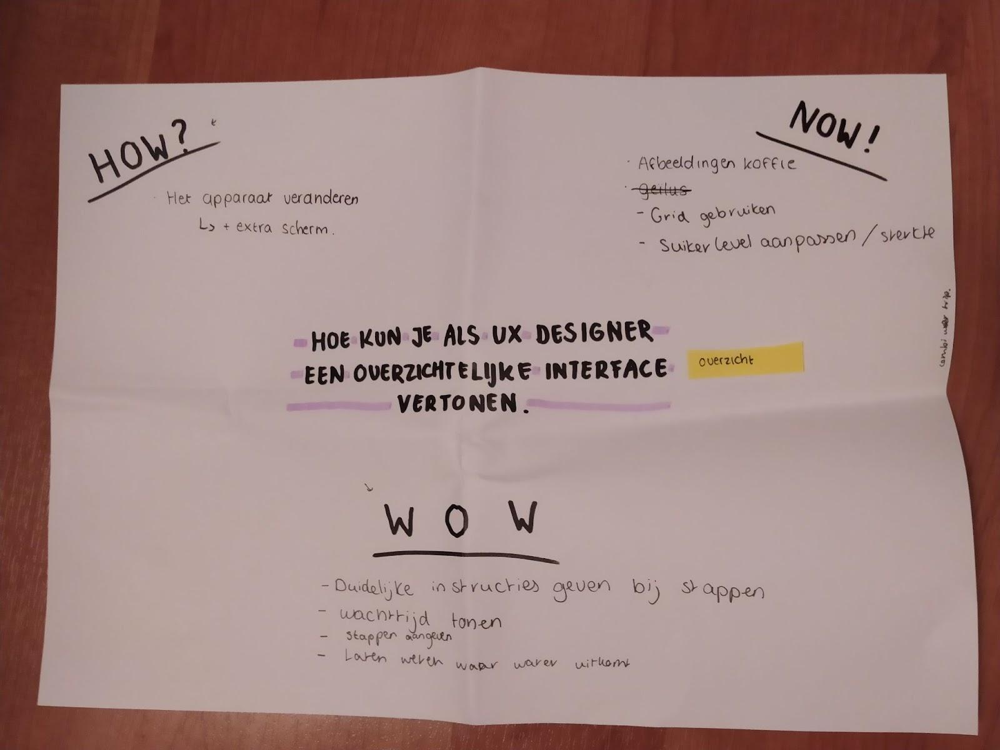 HOW?
Het apparaat veranderen
↳ + extra scherm.
NOW!
· Afbeeldingen koffie
- Grid gebruiken
- Suiker level aanpassen / sterkte
HOE KUN JE ALS UX DESIGNER
EEN OVERZICHTELIJKE INTERFACE
VERTONEN.
overzicht
combi
WOW
- Duidelijke instructies geven bij stappen
- wachttijd tonen
- stappen aangeven
- Laten weten waar water uitkomt